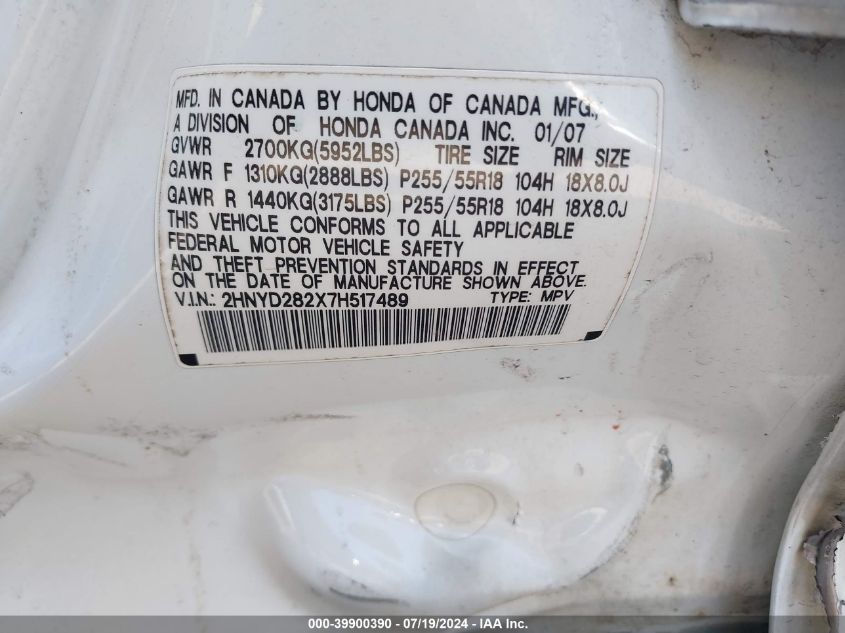 MFD. IN CANADA BY HONDA OF CANADA MFG.,
A DIVISION OF HONDA CANADA INC. 01/07
GVWR 2700KG(5952LBS) TIRE SIZE RIM SIZE
GAWR F 1310KG(2888LBS) P255/55R18 104H 18X8.0J
GAWR R 1440KG(3175LBS) P255/55R18 104H 18X8.0J
THIS VEHICLE CONFORMS TO ALL APPLICABLE
FEDERAL MOTOR VEHICLE SAFETY
AND THEFT PREVENTION STANDARDS IN EFFECT
ON THE DATE OF MANUFACTURE SHOWN ABOVE.
V.I.N.: 2HNYD282X7H517489 TYPE: MPV
000-39900390 - 07/19/2024 - IAA Inc.